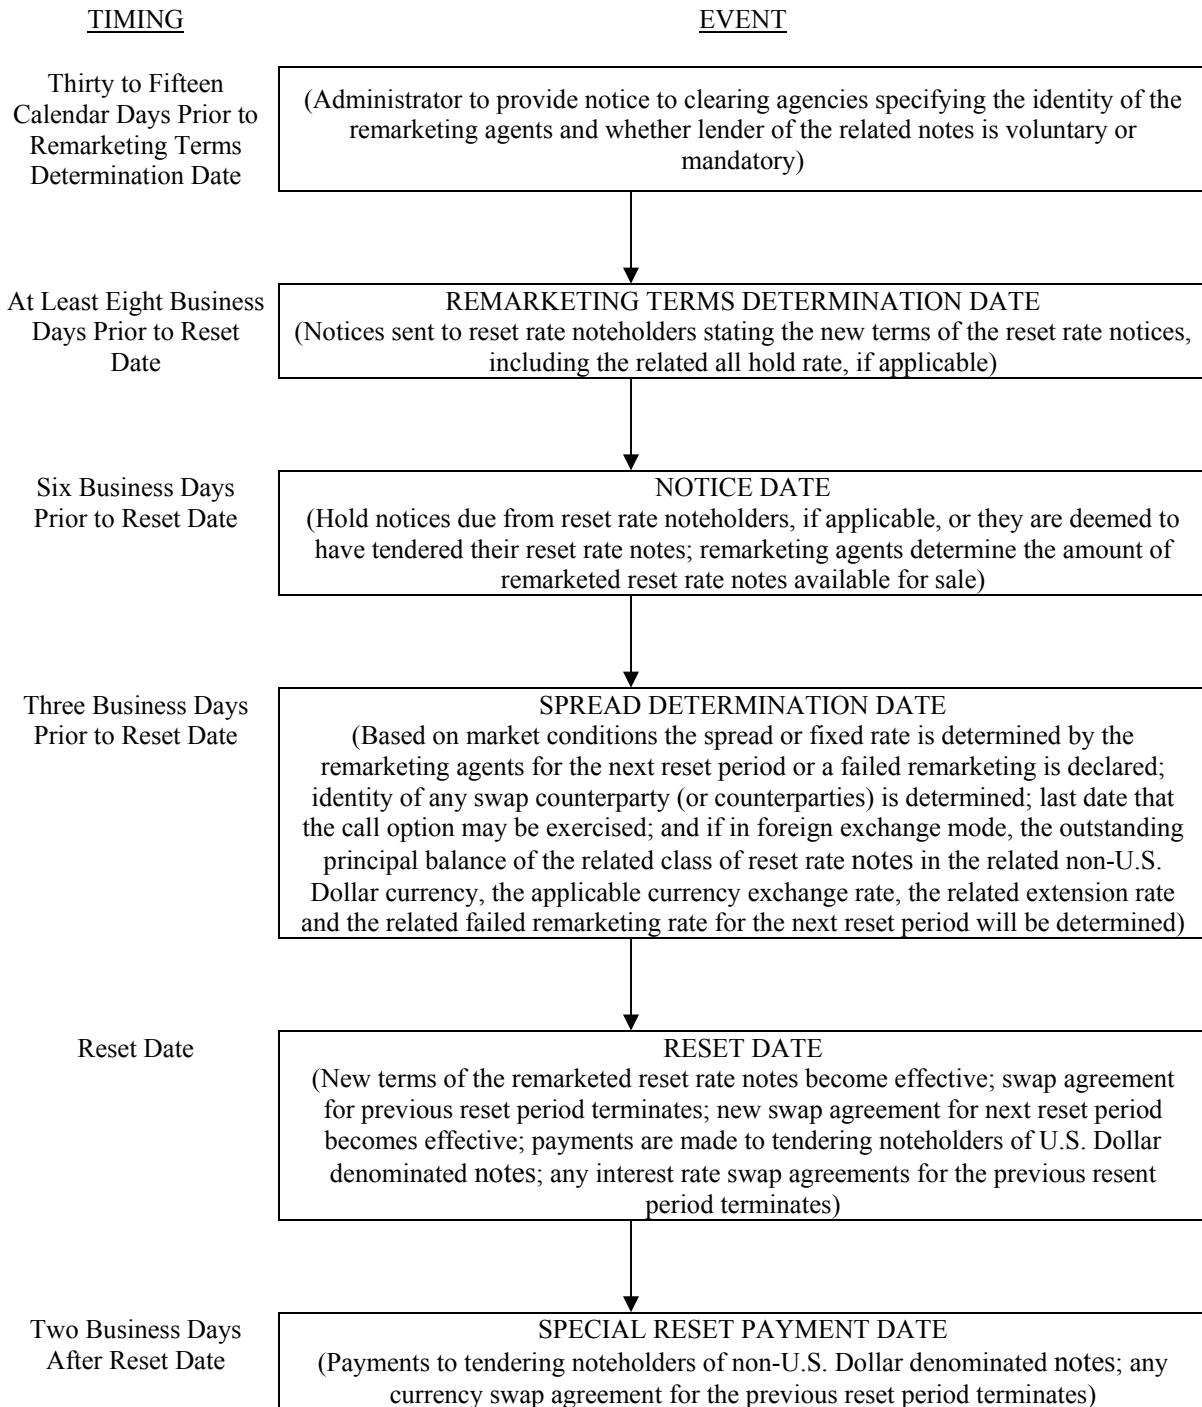 TIMING
EVENT
Thirty to Fifteen
Calendar Days Prior to
Remarketing Terms
Determination Date
(Administrator to provide notice to clearing agencies specifying the identity of the
remarketing agents and whether lender of the related notes is voluntary or
mandatory)
At Least Eight Business
Days Prior to Reset
Date
REMARKETING TERMS DETERMINATION DATE
(Notices sent to reset rate noteholders stating the new terms of the reset rate notices,
including the related all hold rate, if applicable)
Six Business Days
Prior to Reset Date
NOTICE DATE
(Hold notices due from reset rate noteholders, if applicable, or they are deemed to
have tendered their reset rate notes; remarketing agents determine the amount of
remarketed reset rate notes available for sale)
Three Business Days
Prior to Reset Date
SPREAD DETERMINATION DATE
(Based on market conditions the spread or fixed rate is determined by the
remarketing agents for the next reset period or a failed remarketing is declared;
identity of any swap counterparty (or counterparties) is determined; last date that
the call option may be exercised; and if in foreign exchange mode, the outstanding
principal balance of the related class of reset rate notes in the related non-U.S.
Dollar currency, the applicable currency exchange rate, the related extension rate
and the related failed remarketing rate for the next reset period will be determined)
Reset Date
RESET DATE
(New terms of the remarketed reset rate notes become effective; swap agreement
for previous reset period terminates; new swap agreement for next reset period
becomes effective; payments are made to tendering noteholders of U.S. Dollar
denominated notes; any interest rate swap agreements for the previous resent
period terminates)
Two Business Days
After Reset Date
SPECIAL RESET PAYMENT DATE
(Payments to tendering noteholders of non-U.S. Dollar denominated notes; any
currency swap agreement for the previous reset period terminates)